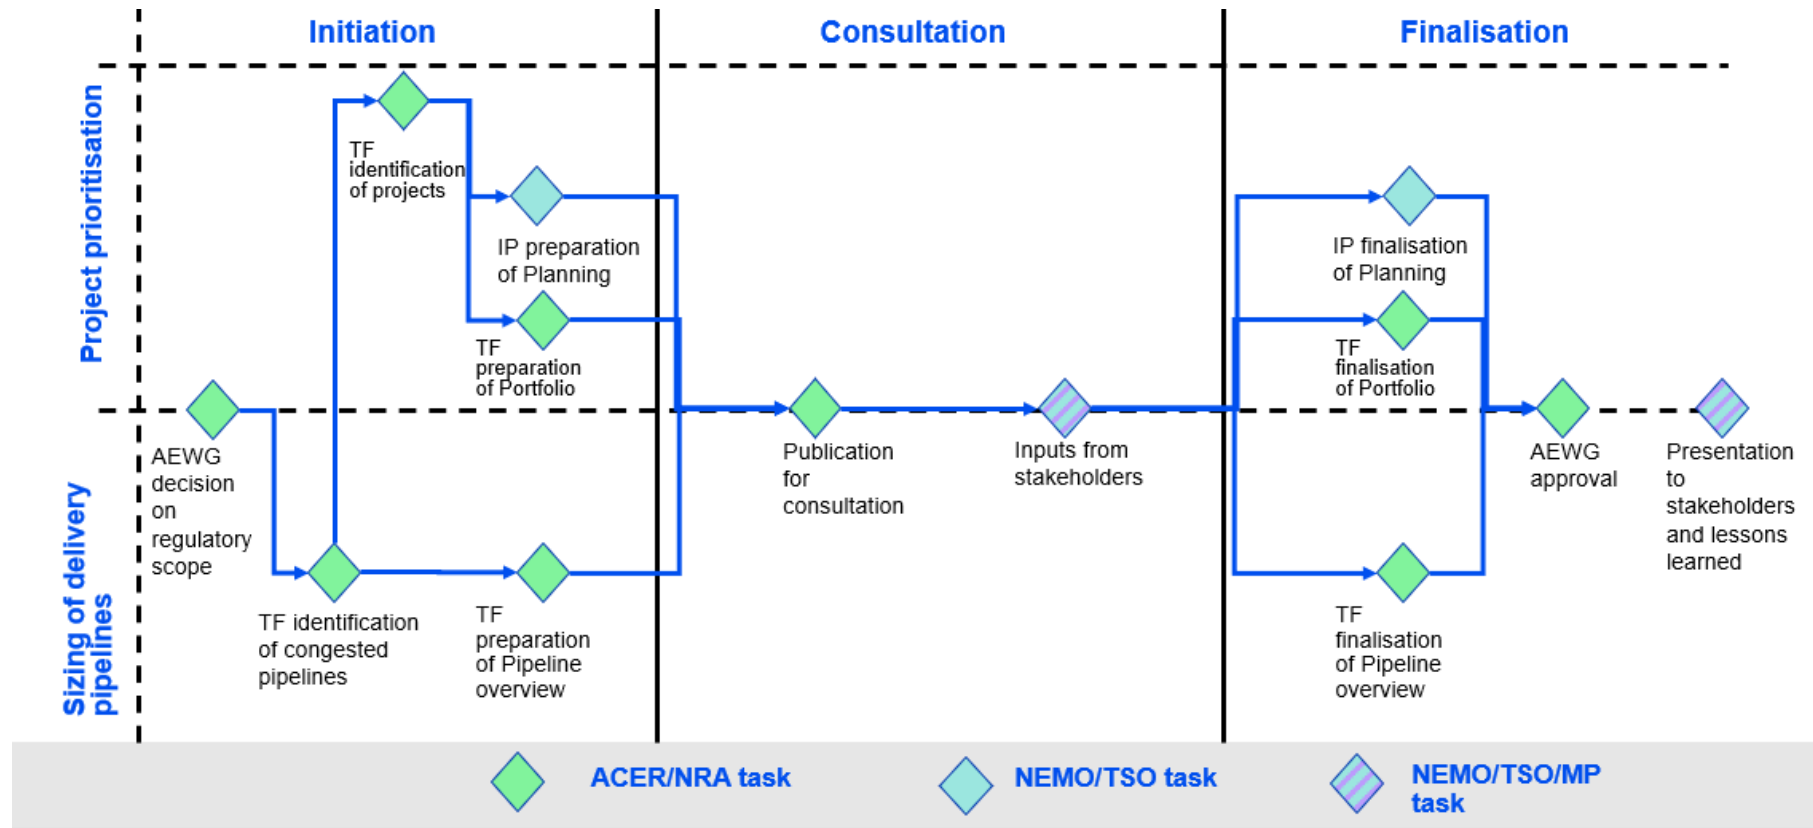 Initiation
Consultation
Finalisation
Project prioritisation
TF
identification
of projects
IP preparation
of Planning
TF
preparation
of Portfolio
IP finalisation
of Planning
TF
finalisation
of Portfolio
Sizing of delivery
pipelines
AEWG
decision
on
regulatory
scope
TF identification
of congested
pipelines
TF
preparation
of Pipeline
overview
Publication
for
consultation
Inputs from
stakeholders
TF
finalisation
of Pipeline
overview
AEWG
approval
Presentation
to
stakeholders
and lessons
learned
ACER/NRA task
NEMO/TSO task
NEMO/TSO/MP
task